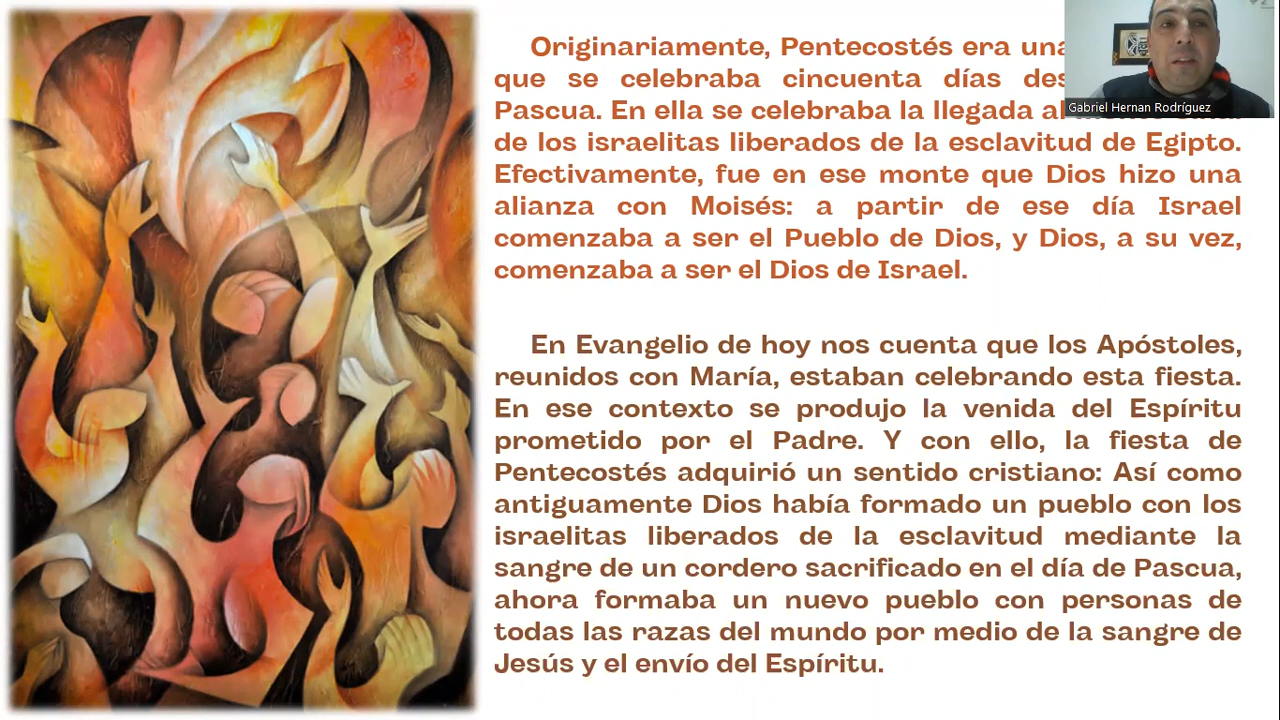 Originariamente, Pentecostés era una
que se celebraba cincuenta días
Pascua. En ella se celebraba la llegada
de los israelitas liberados de la esclavitud de Egipto.
Efectivamente, fue en ese monte que Dios hizo una
alianza con Moisés: a partir de ese día Israel
comenzaba a ser el Pueblo de Dios, y Dios, a su vez,
comenzaba a ser el Dios de Israel.
En Evangelio de hoy nos cuenta que los Apóstoles,
reunidos con María, estaban celebrando esta fiesta.
En ese contexto se produjo la venida del Espíritu
prometido por el Padre. Y con ello, la fiesta de
Pentecostés adquirió un sentido cristiano: Así como
antiguamente Dios había formado un pueblo con los
israelitas liberados de la esclavitud mediante la
sangre de un cordero sacrificado en el día de Pascua,
ahora formaba un nuevo pueblo con personas de
todas las razas del mundo por medio de la sangre de
Jesús y el envío del Espíritu.
Gabriel Hernan Rodríguez